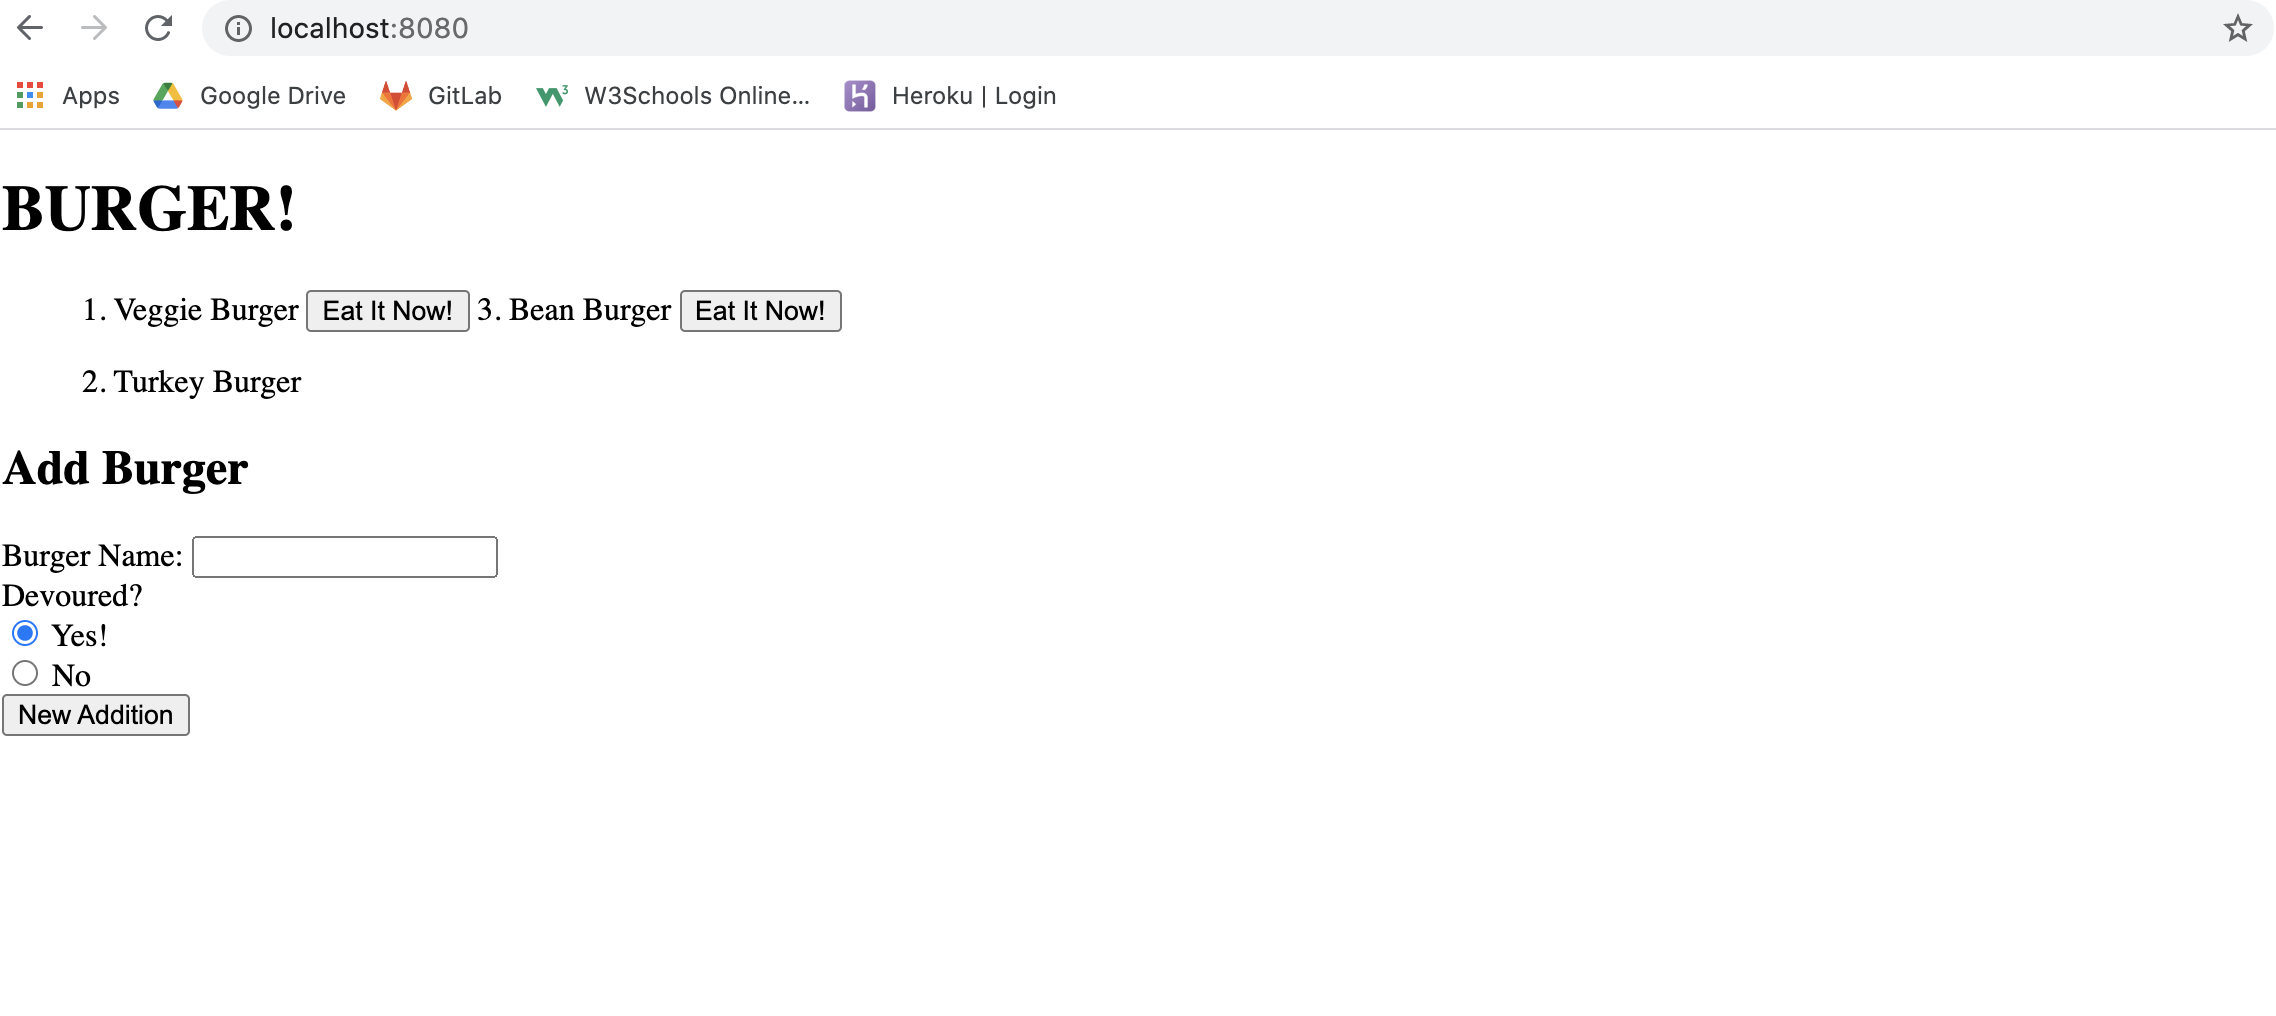 localhost:8080
Apps Google Drive GitLab W3Schools Online... Heroku | Login
BURGER!
1. Veggie Burger Eat It Now! 3. Bean Burger Eat It Now!
2. Turkey Burger
Add Burger
Burger Name:
Devoured?
Yes!
No
New Addition